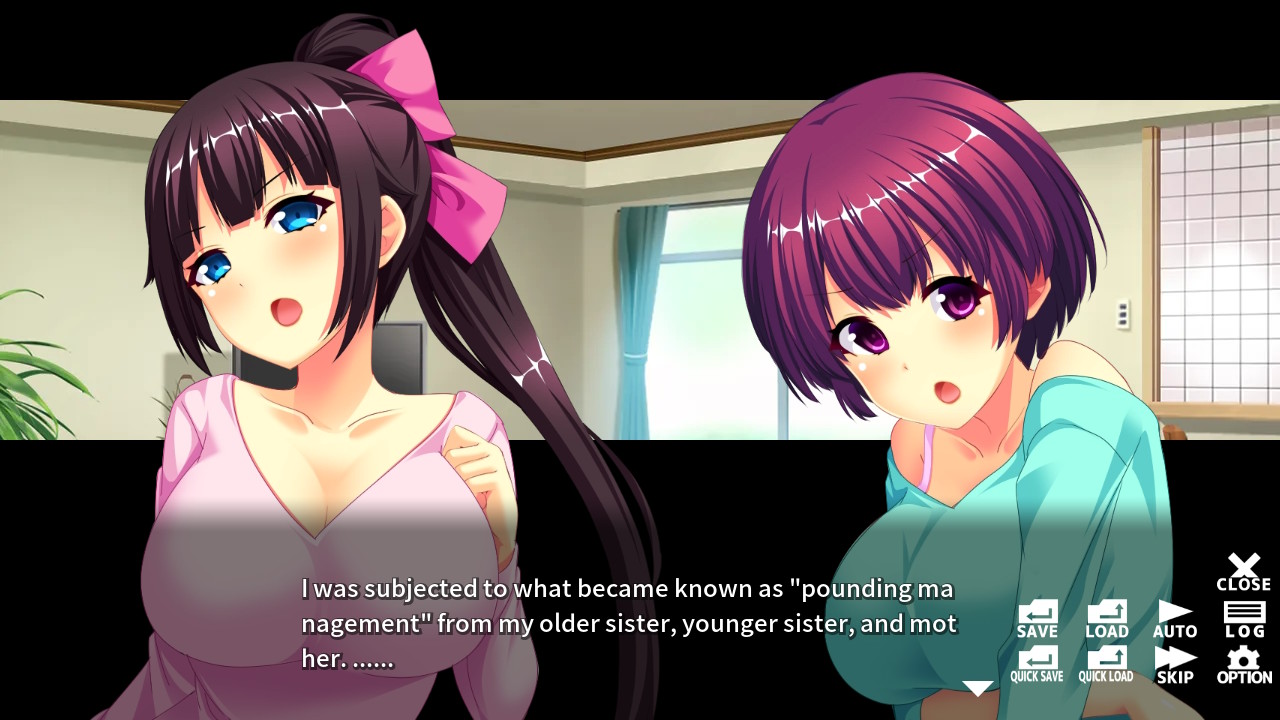 I was subjected to what became known as "pounding ma
nagement" from my older sister, younger sister, and mot
her. ......
CLOSE
SAVE
LOAD
AUTO
LOG
QUICK SAVE
QUICK LOAD
SKIP
OPTION